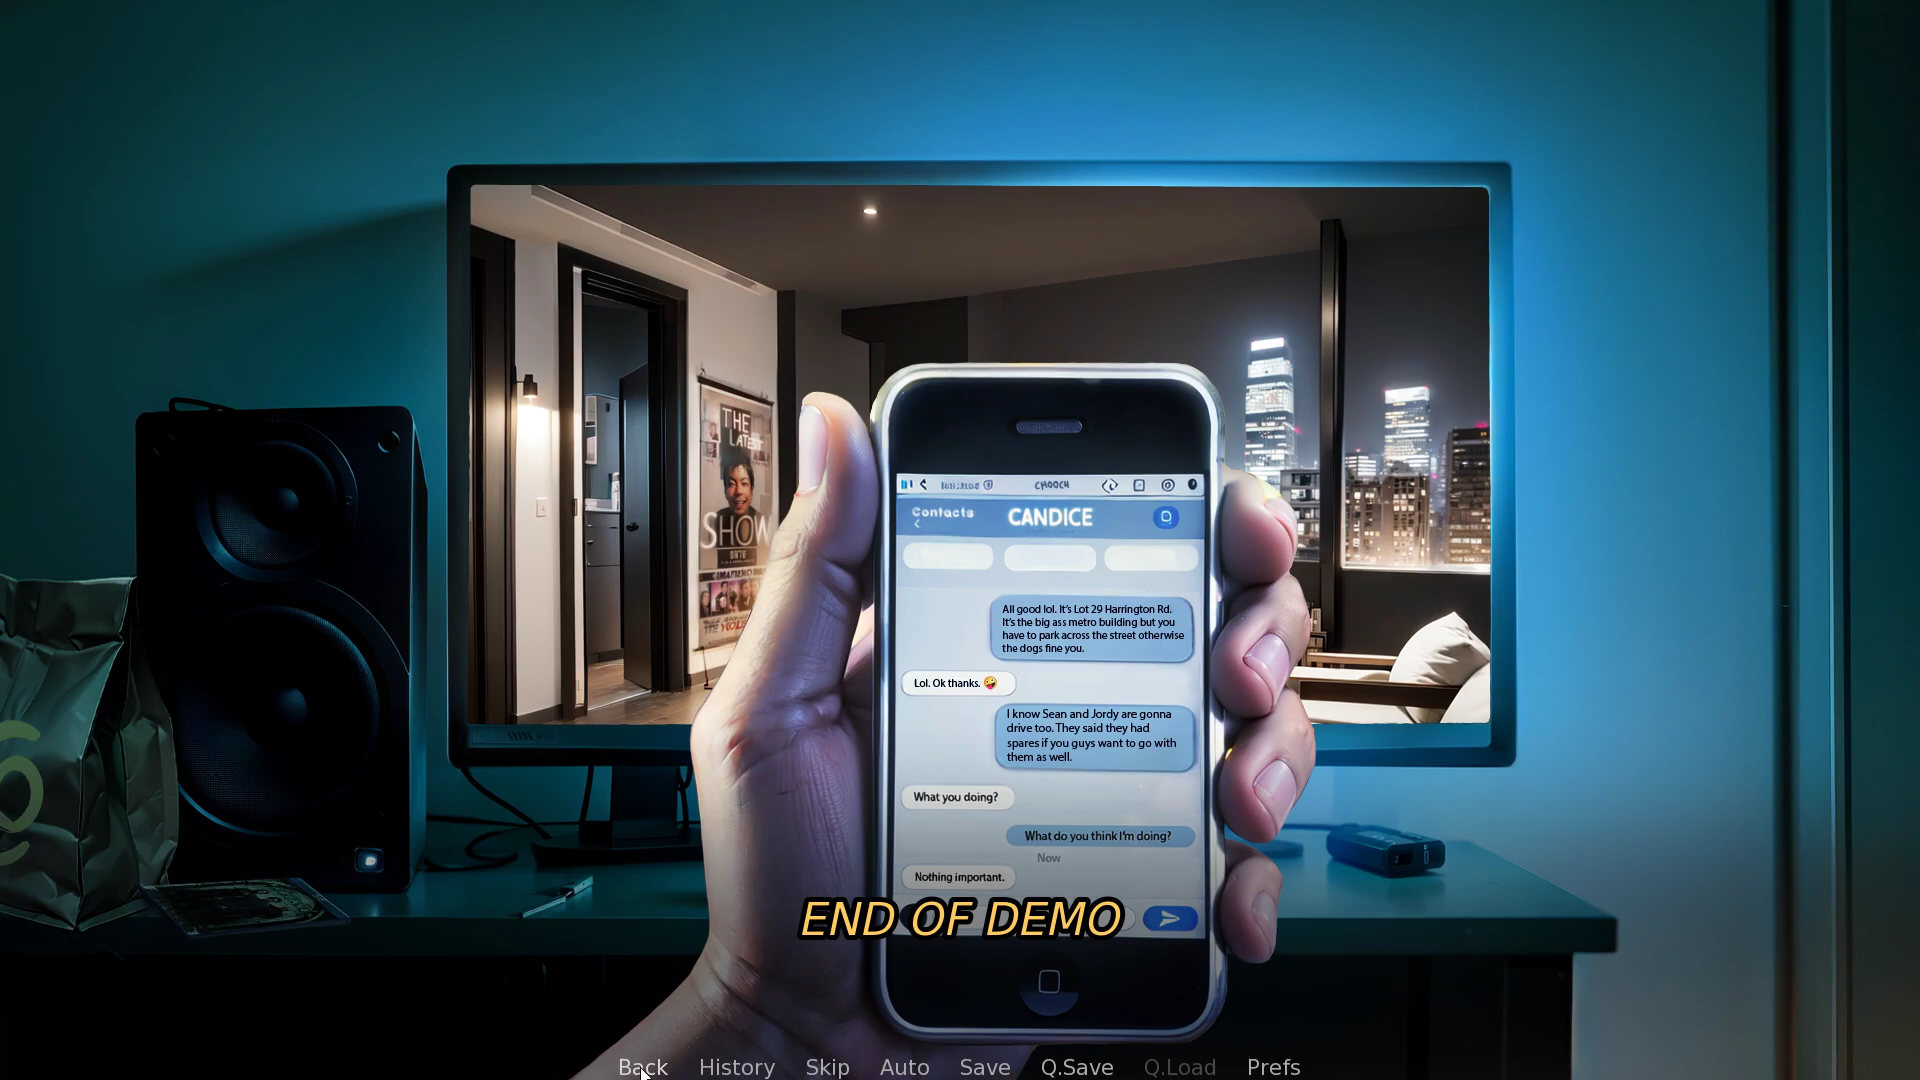 THE
LATEST
SHOW
CHOOCH
Contacts
CANDICE
All good lol. It's Lot 29 Harrington Rd.
It's the big ass metro building but you
have to park across the street otherwise
the dogs fine you.
Lol. Ok thanks. 🤪
I know Sean and Jordy are gonna
drive too. They said they had
spares if you guys want to go with
them as well.
What you doing?
What do you think I'm doing?
Now
Nothing important.
END OF DEMO
Back History Skip Auto Save Q.Save Q.Load Prefs